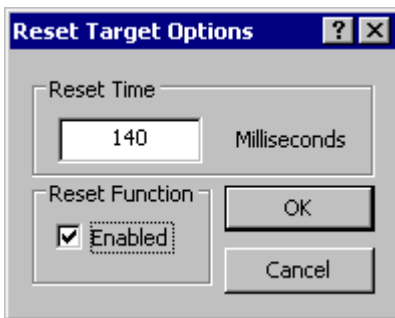 Reset Target Options
Reset Time
140 Milliseconds
Reset Function
Enabled
OK
Cancel